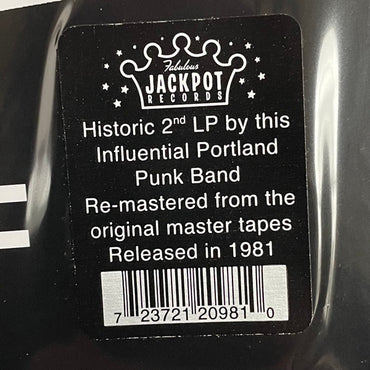 Fabulous
JACKPOT
RECORDS
Historic 2nd LP by this
Influential Portland
Punk Band
Re-mastered from the
original master tapes
Released in 1981
7 23721 20981 0